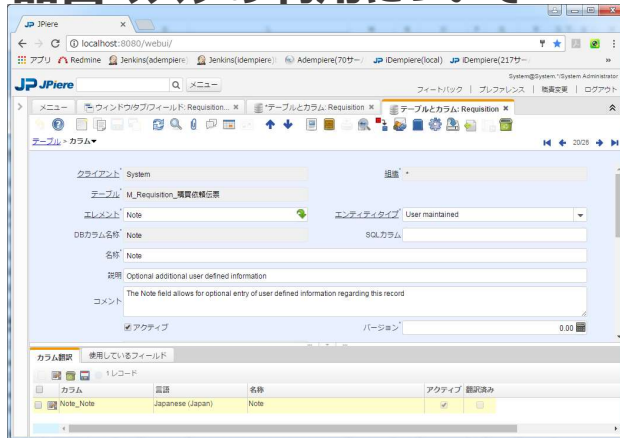 JPiere
localhost:8080/webui/
アプリ Redmine Jenkins(adempiere) Jenkins(idempiere) Adempiere(70サー iDempiere(local) iDempiere(217サー
System@System.*/System Administrator
JPiere メニュー
フィードバック | プレファレンス | 職責変更 | ログアウト
メニュー ウィンドウ/タブ/フィールド: Requisition... *テーブルとカラム: Requisition テーブルとカラム: Requisition
テーブル » カラム 20/26
クライアント System 組織 *
テーブル M_Requisition_購買依頼伝票
エレメント Note エンティティタイプ User maintained
DBカラム名称 Note SQLカラム
名称 Note
説明 Optional additional user defined information
コメント The Note field allows for optional entry of user defined information regarding this record
アクティブ バージョン 0.00
カラム翻訳 使用しているフィールド
1レコード
カラム 言語 名称 アクティブ 翻訳済み
Note_Note Japanese (Japan) Note